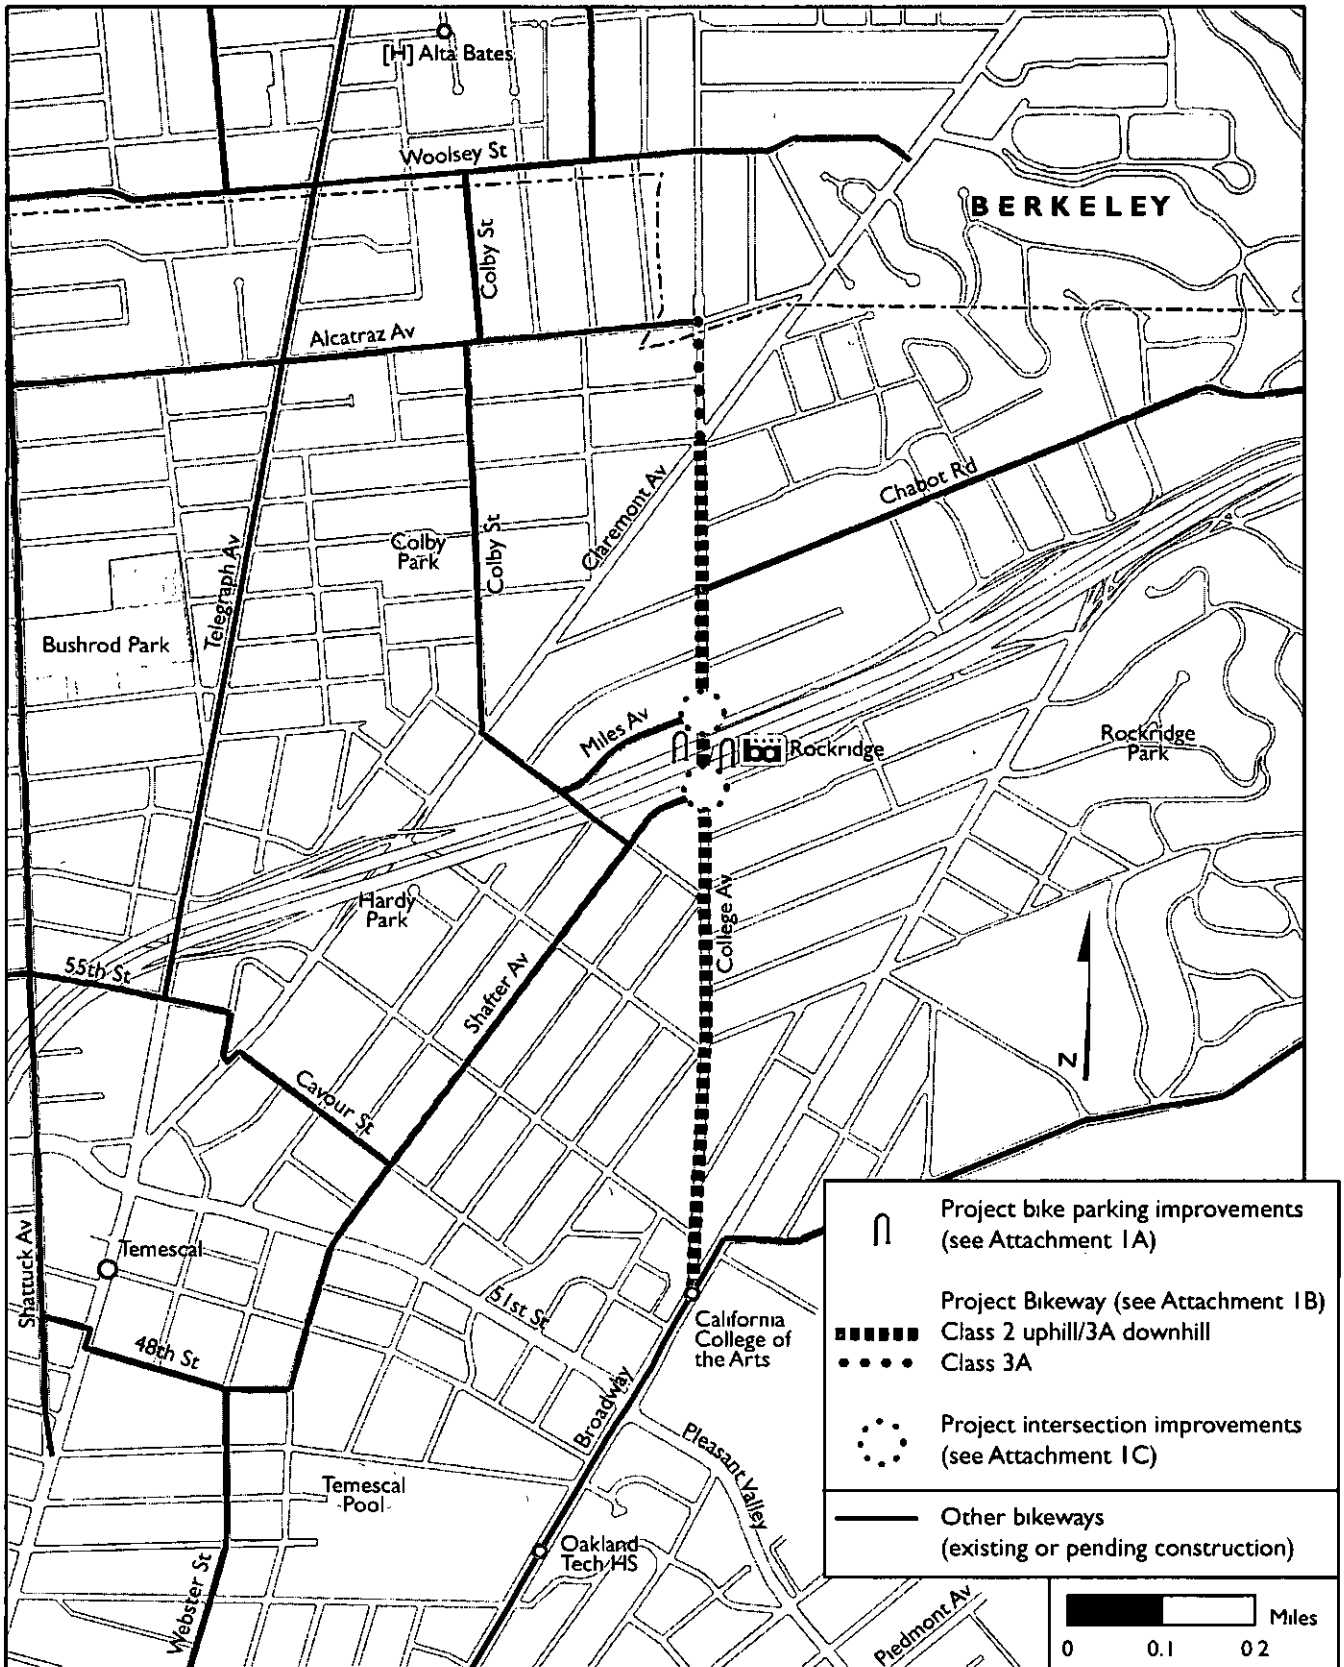 [H] Alta Bates
Woolsey St
BERKELEY
Colby St
Alcatraz Av
Chabot Rd
Claremont Av
Colby
Park
Colby St
Telegraph Av
Bushrod Park
Miles Av
ba Rockridge
Rockridge
Park
College Av
Hardy
Park
55th St
Shafter Av
N
Cavour St
Shattuck Av
Temescal
51st St
California
College of
the Arts
48th St
Broadway
Pleasant Valley
Temescal
Pool
Oakland
Tech HS
Webster St
Piedmont Av
Project bike parking improvements
(see Attachment 1A)
Project Bikeway (see Attachment 1B)
Class 2 uphill/3A downhill
Class 3A
Project intersection improvements
(see Attachment 1C)
Other bikeways
(existing or pending construction)
Miles
0 0.1 0 2